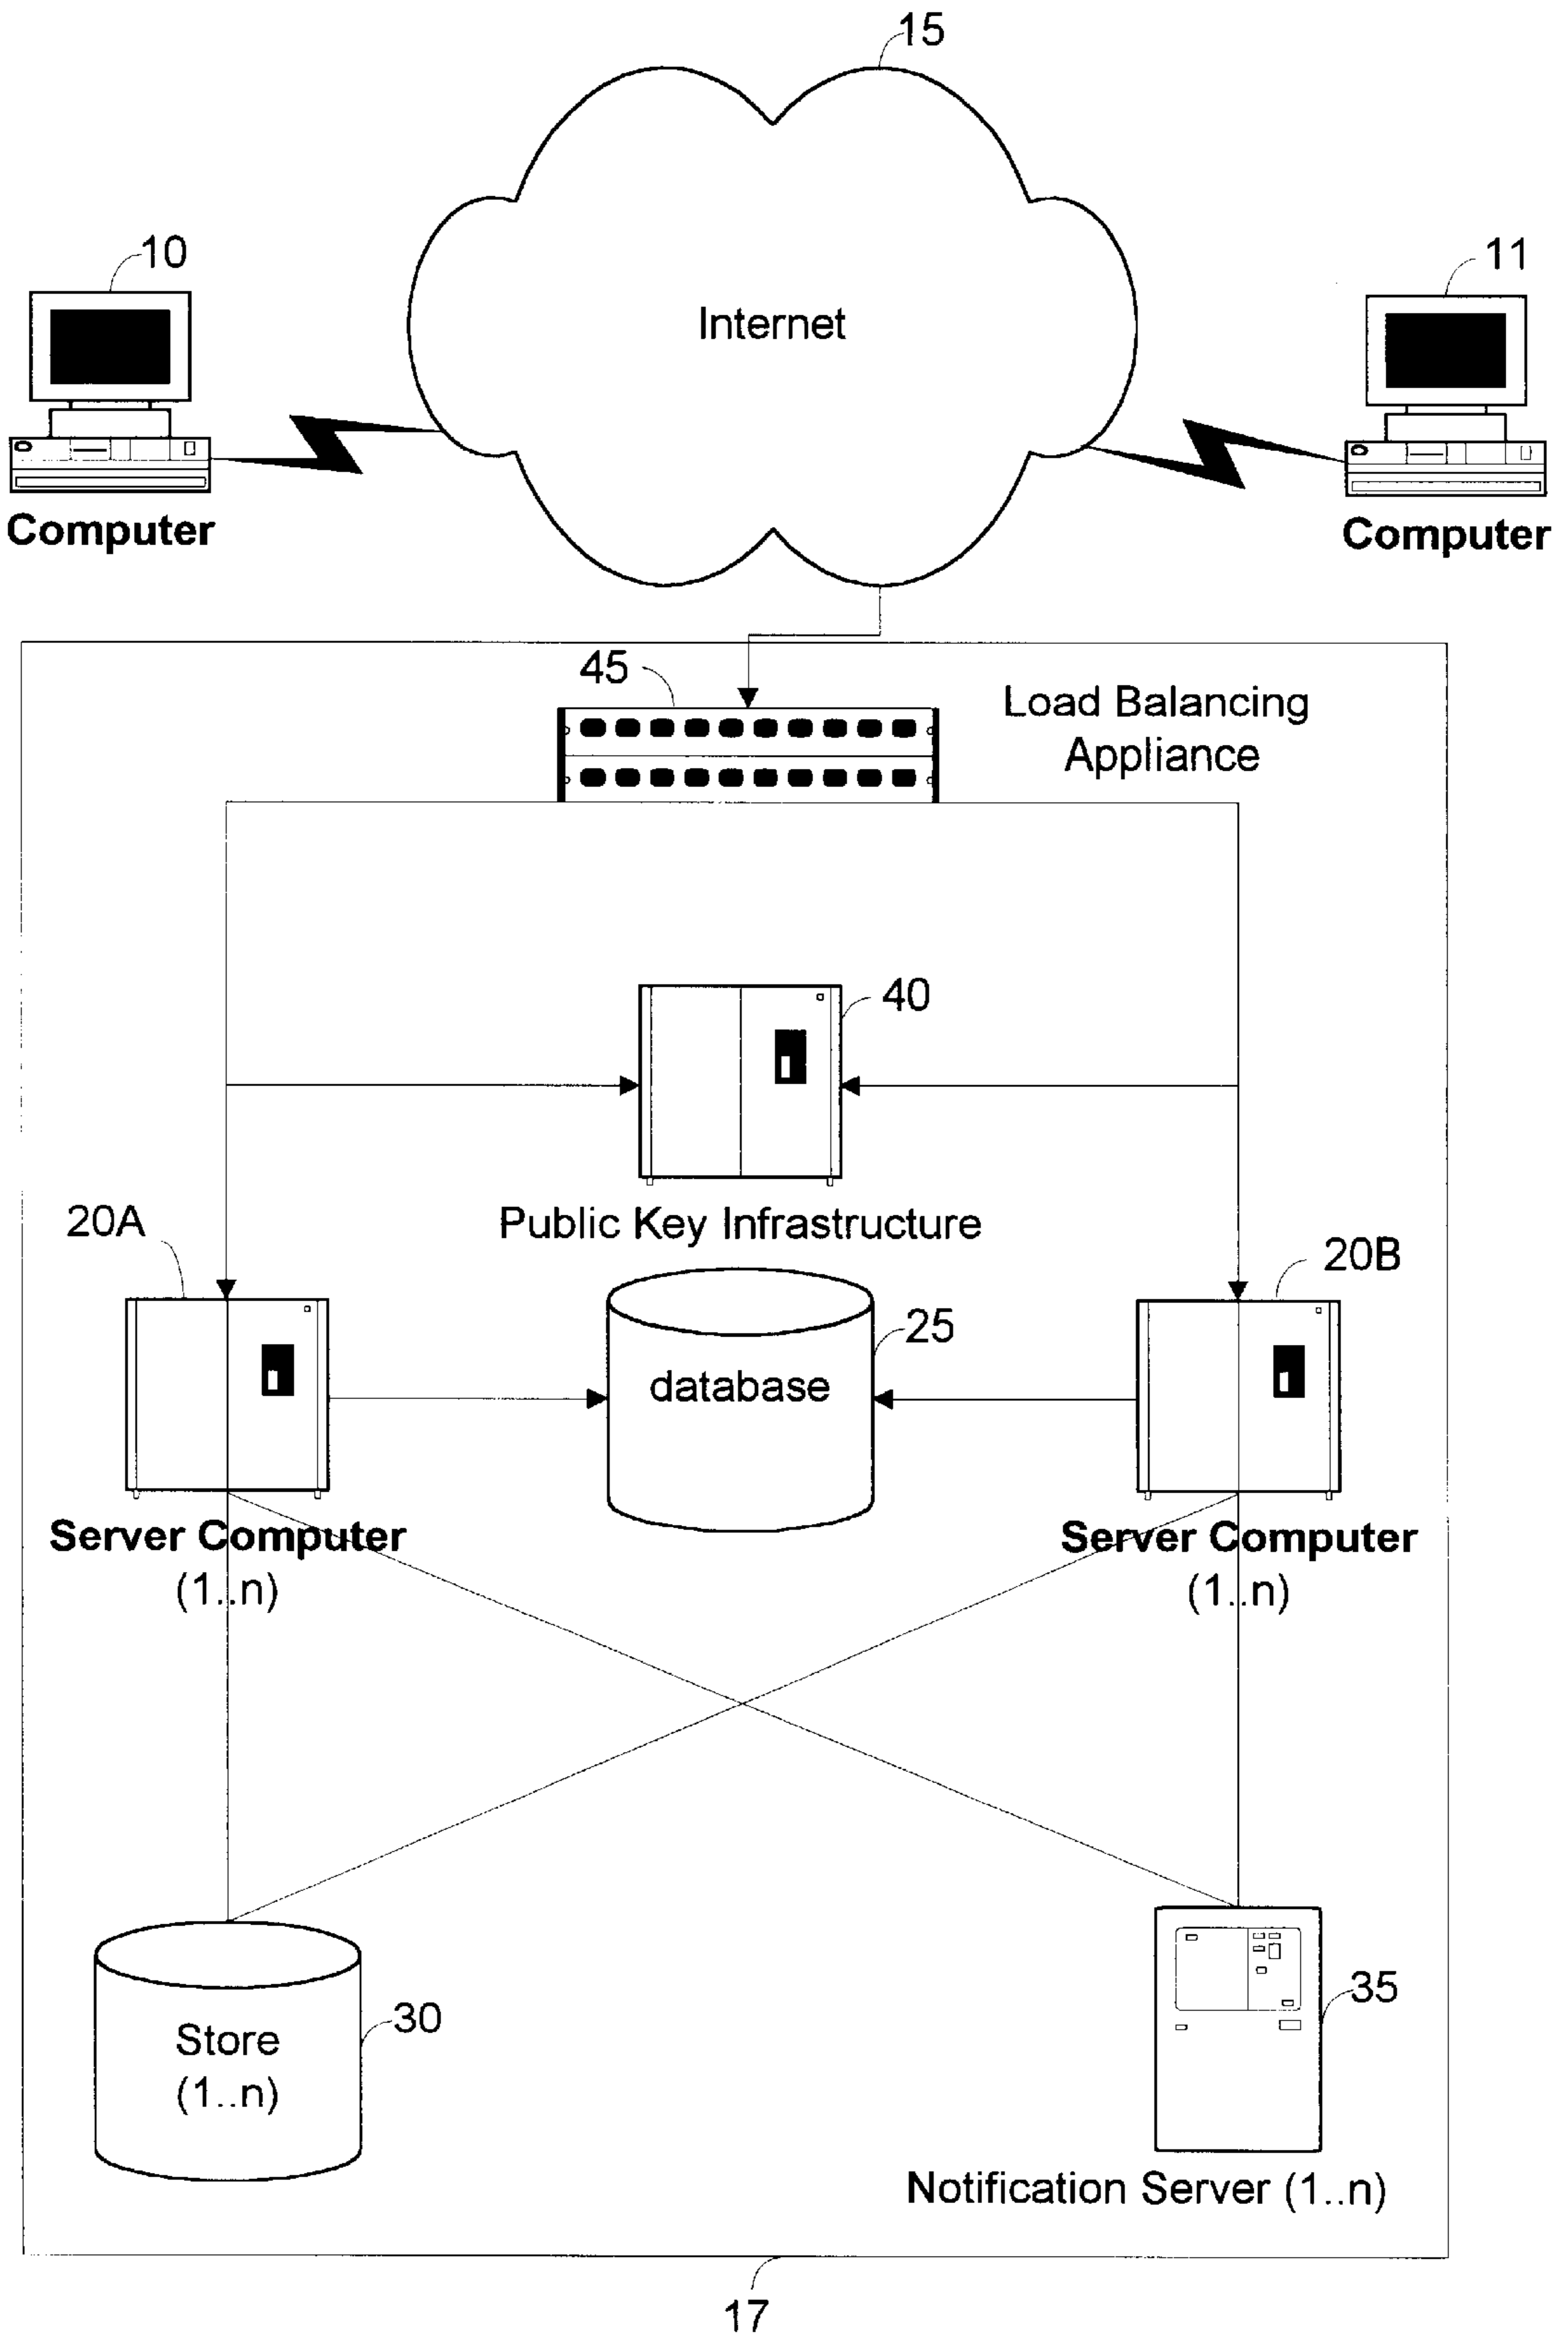 15
10
11
Internet
Computer
Computer
45
Load Balancing
Appliance
40
Public Key Infrastructure
20A
20B
25
database
Server Computer
(1..n)
Server Computer
(1..n)
30
Store
(1..n)
35
Notification Server (1..n)
17